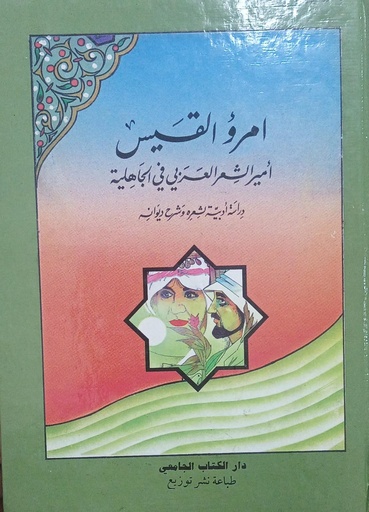 امرؤ القيس
أمير الشعر العربي في الجاهلية
دراسة أدبية لشعره وشرح ديوانه
دار الكتاب الجامعي
طباعة نشر توزيع